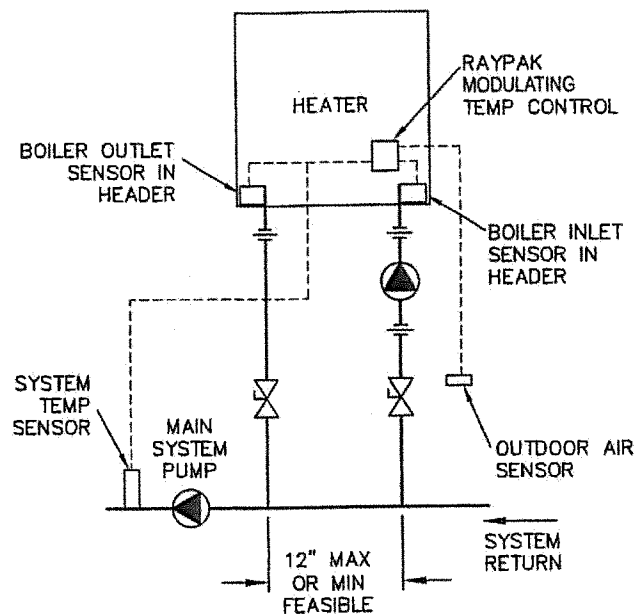 RAYPAK
MODULATING
TEMP CONTROL
HEATER
BOILER OUTLET
SENSOR IN
HEADER
BOILER INLET
SENSOR IN
HEADER
SYSTEM
TEMP
SENSOR
MAIN
SYSTEM
PUMP
OUTDOOR AIR
SENSOR
SYSTEM
RETURN
12" MAX
OR MIN
FEASIBLE